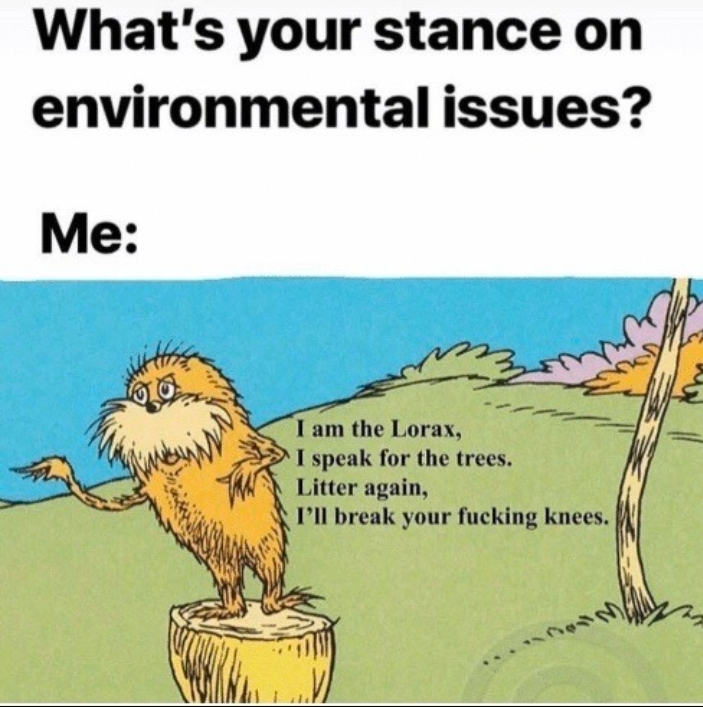 What's your stance on
environmental issues?
Me:
I am the Lorax,
I speak for the trees.
Litter again,
I'll break your fucking knees.